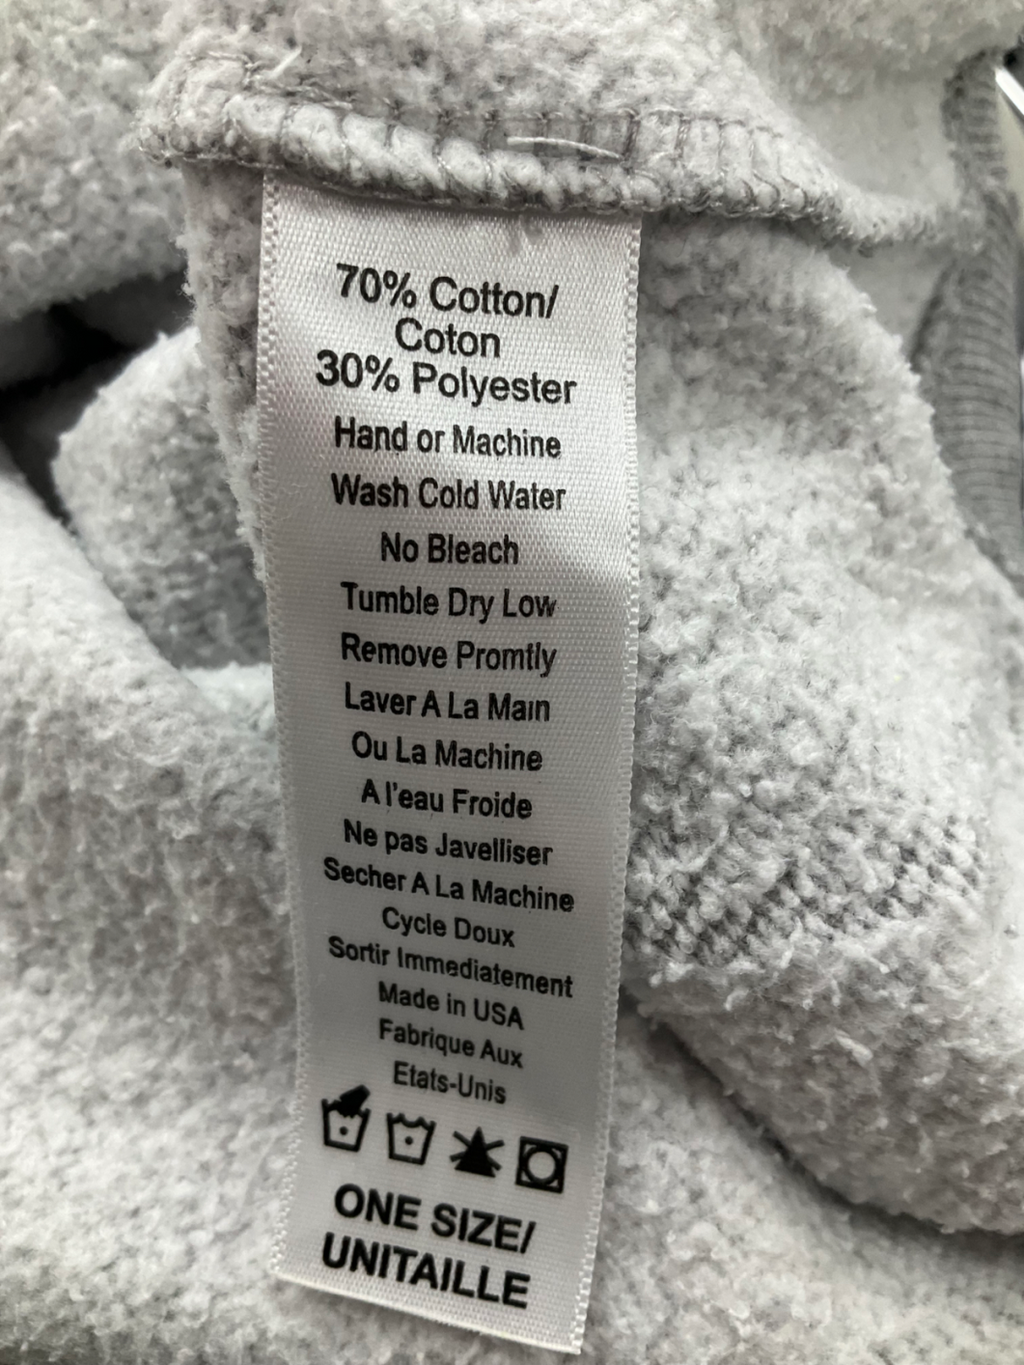 70% Cotton/
Coton
30% Polyester
Hand or Machine
Wash Cold Water
No Bleach
Tumble Dry Low
Remove Promtly
Laver A La Main
Ou La Machine
A l'eau Froide
Ne pas Javelliser
Secher A La Machine
Cycle Doux
Sortir Immediatement
Made in USA
Fabrique Aux
Etats-Unis
ONE SIZE/
UNITAILLE